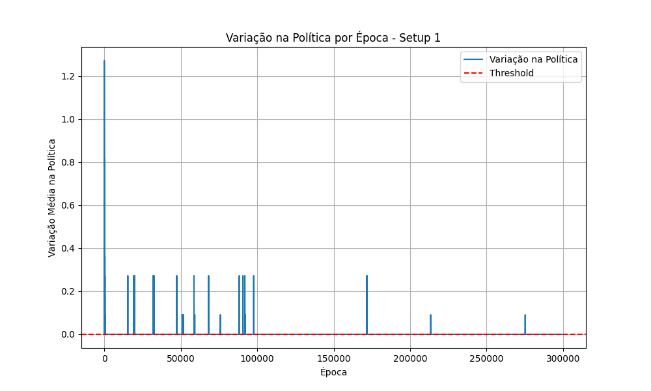 Variação na Política por Época - Setup 1
Variação na Política
Threshold
Variação Média na Política
1.2
1.0
0.8
0.6
0.4
0.2
0.0
0 50000 100000 150000 200000 250000 300000
Época